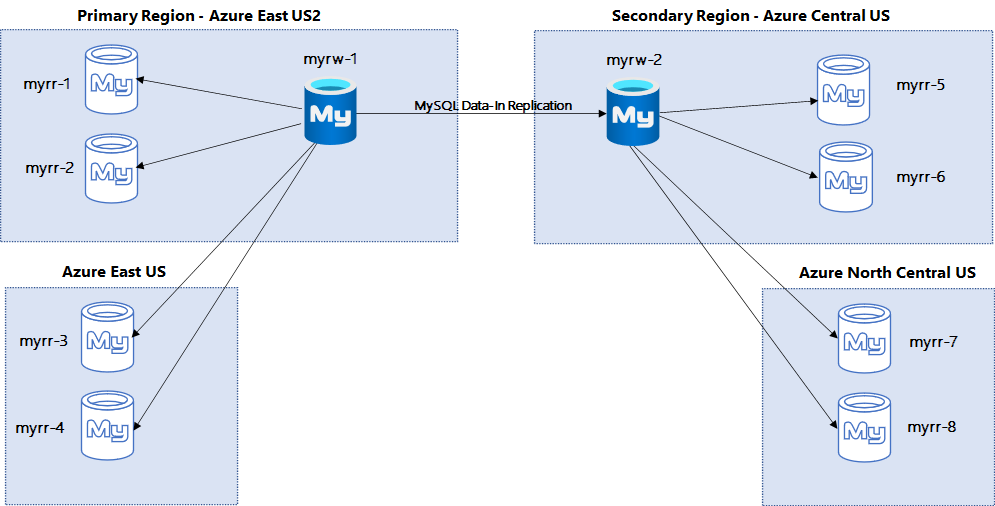 Primary Region - Azure East US2
Secondary Region - Azure Central US
myrw-1
myrw-2
myrr-1
My
My
MySQL Data-In Replication
My
My
myrr-5
myrr-2
My
My
myrr-6
Azure East US
Azure North Central US
myrr-3
My
My
myrr-7
myrr-4
My
My
myrr-8